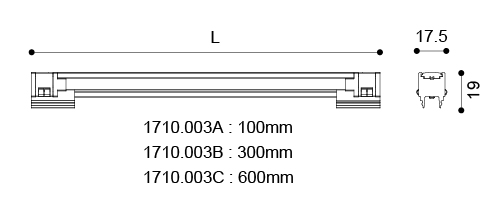 L
17.5
19
1710.003A : 100mm
1710.003B : 300mm
1710.003C : 600mm